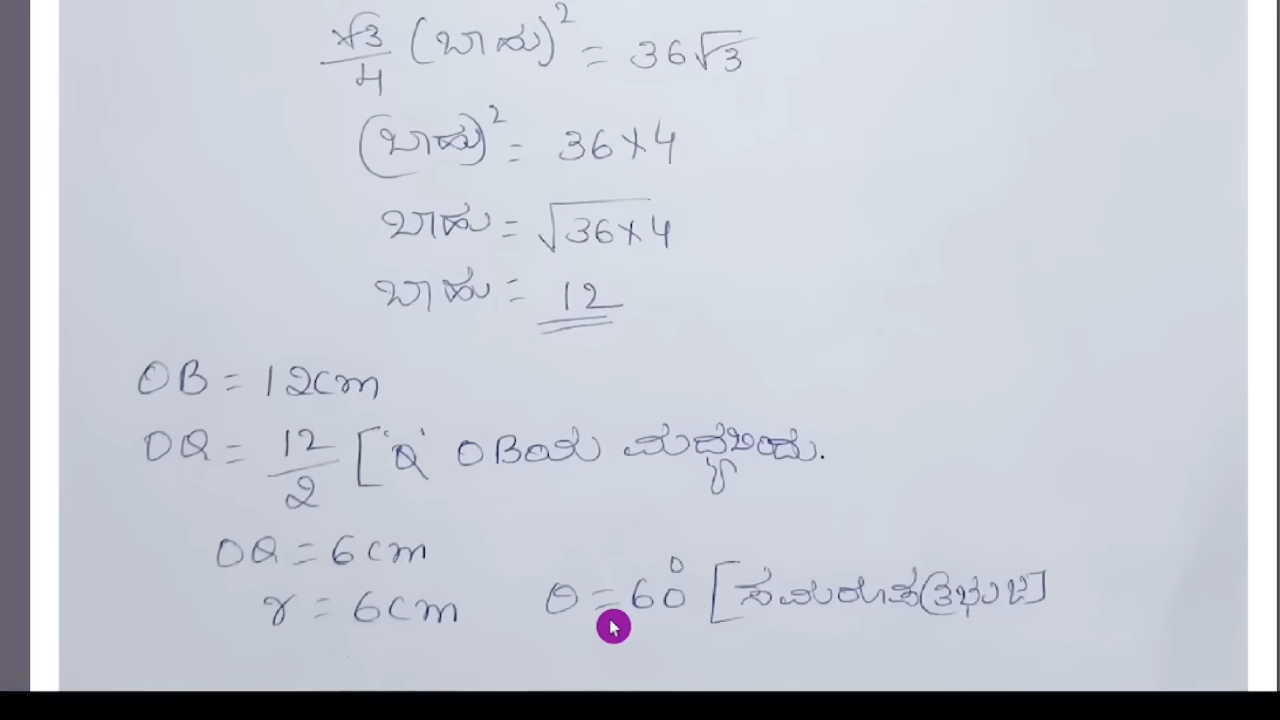 √3/4 (ಬಾಹು)² = 36√3
(ಬಾಹು)² = 36×4
ಬಾಹು = √36×4
ಬಾಹು = 12
OB = 12cm
OQ = 12/2 ['Q' OBಯ ಮಧ್ಯಬಿಂದು.
OQ = 6cm
r = 6cm θ = 60° [ಸಮಬಾಹು ತ್ರಿಭುಜ]